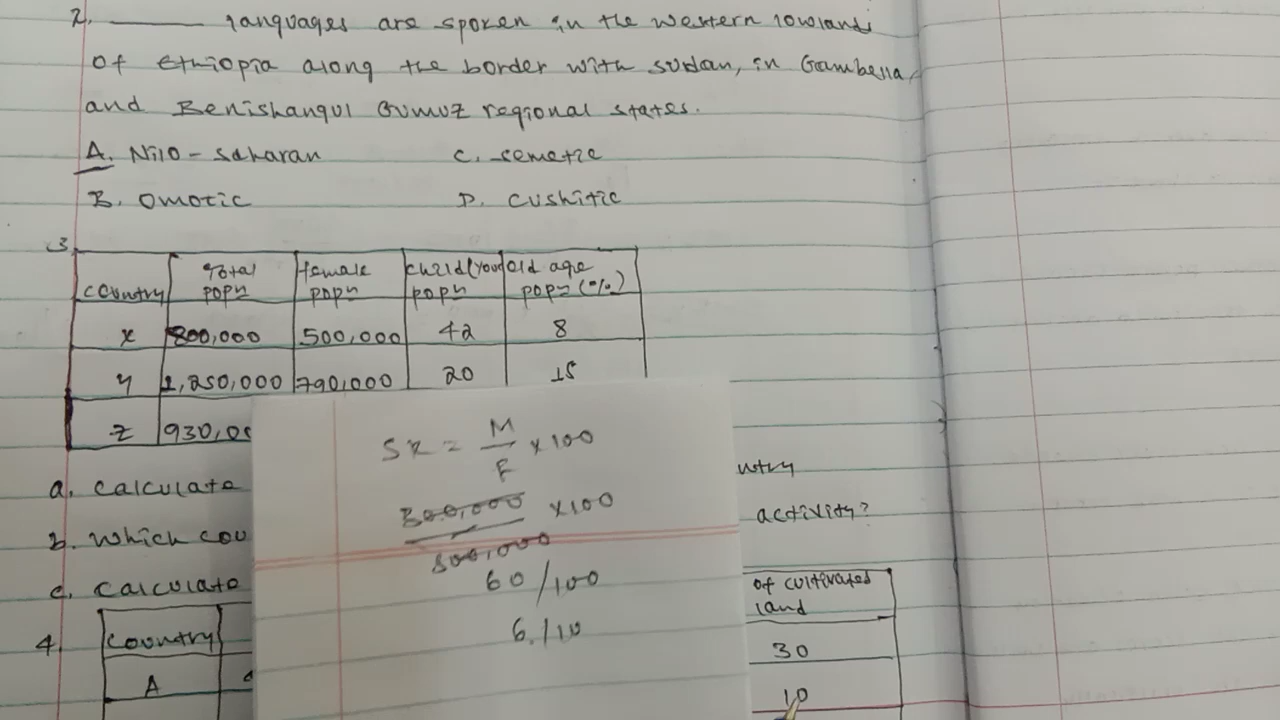 2. ______ languages are spoken in the western lowlands
of Ethiopia along the border with sudan, in Gambella,
and Benishangul Gumuz regional states.
A. Nilo-saharan C. semetic
B. Omotic D. cushitic
3.
country Total popn female popn child(young popn old age popn (%)
x 800,000 500,000 42 8
y 1,250,000 790,000 20 15
z 930,00
SR = M/F x 100
a. calculate untry
300,000/500,000 x100
b. which cou activity?
60/100
c. calculate
6/10
4. country of cultivated land
A 30
10